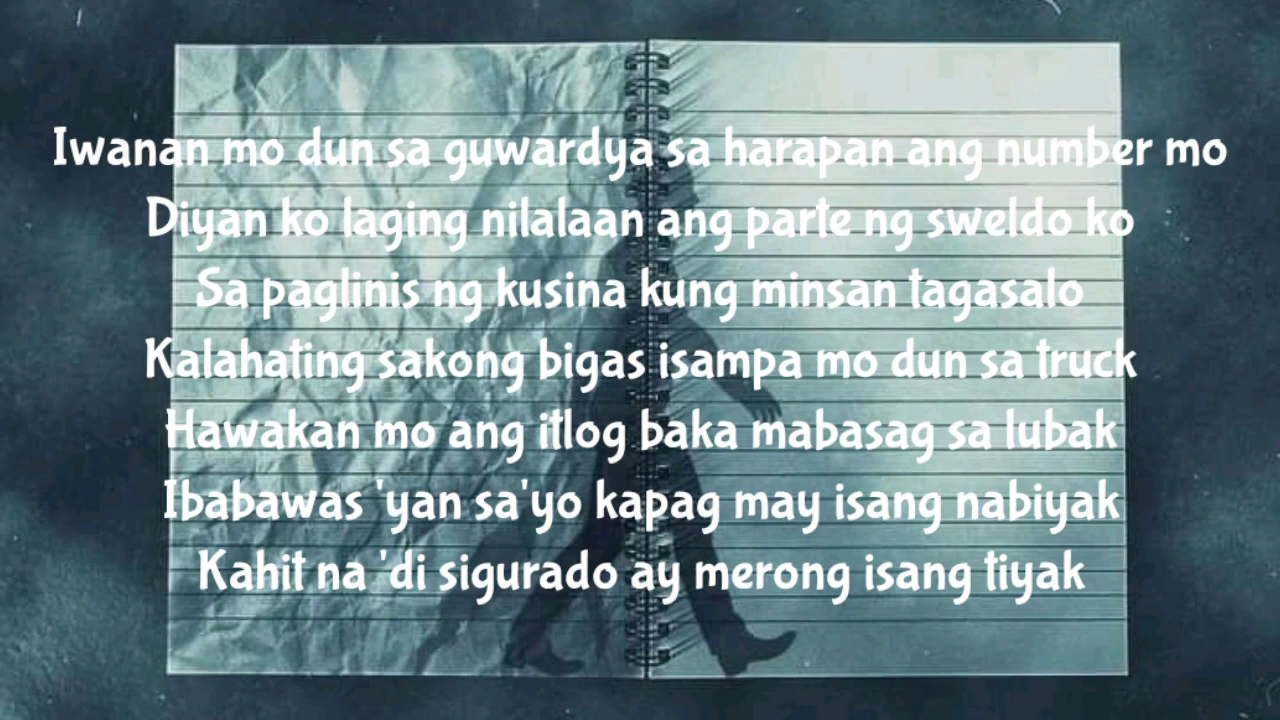 Iwanan mo dun sa guwardya sa harapan ang number mo
Diyan ko laging nilalaan ang parte ng sweldo ko
Sa paglinis ng kusina kung minsan tagasalo
Kalahating sakong bigas isampa mo dun sa truck
Hawakan mo ang itlog baka mabasag sa lubak
Ibabawas 'yan sa'yo kapag may isang nabiyak
Kahit na 'di sigurado ay merong isang tiyak